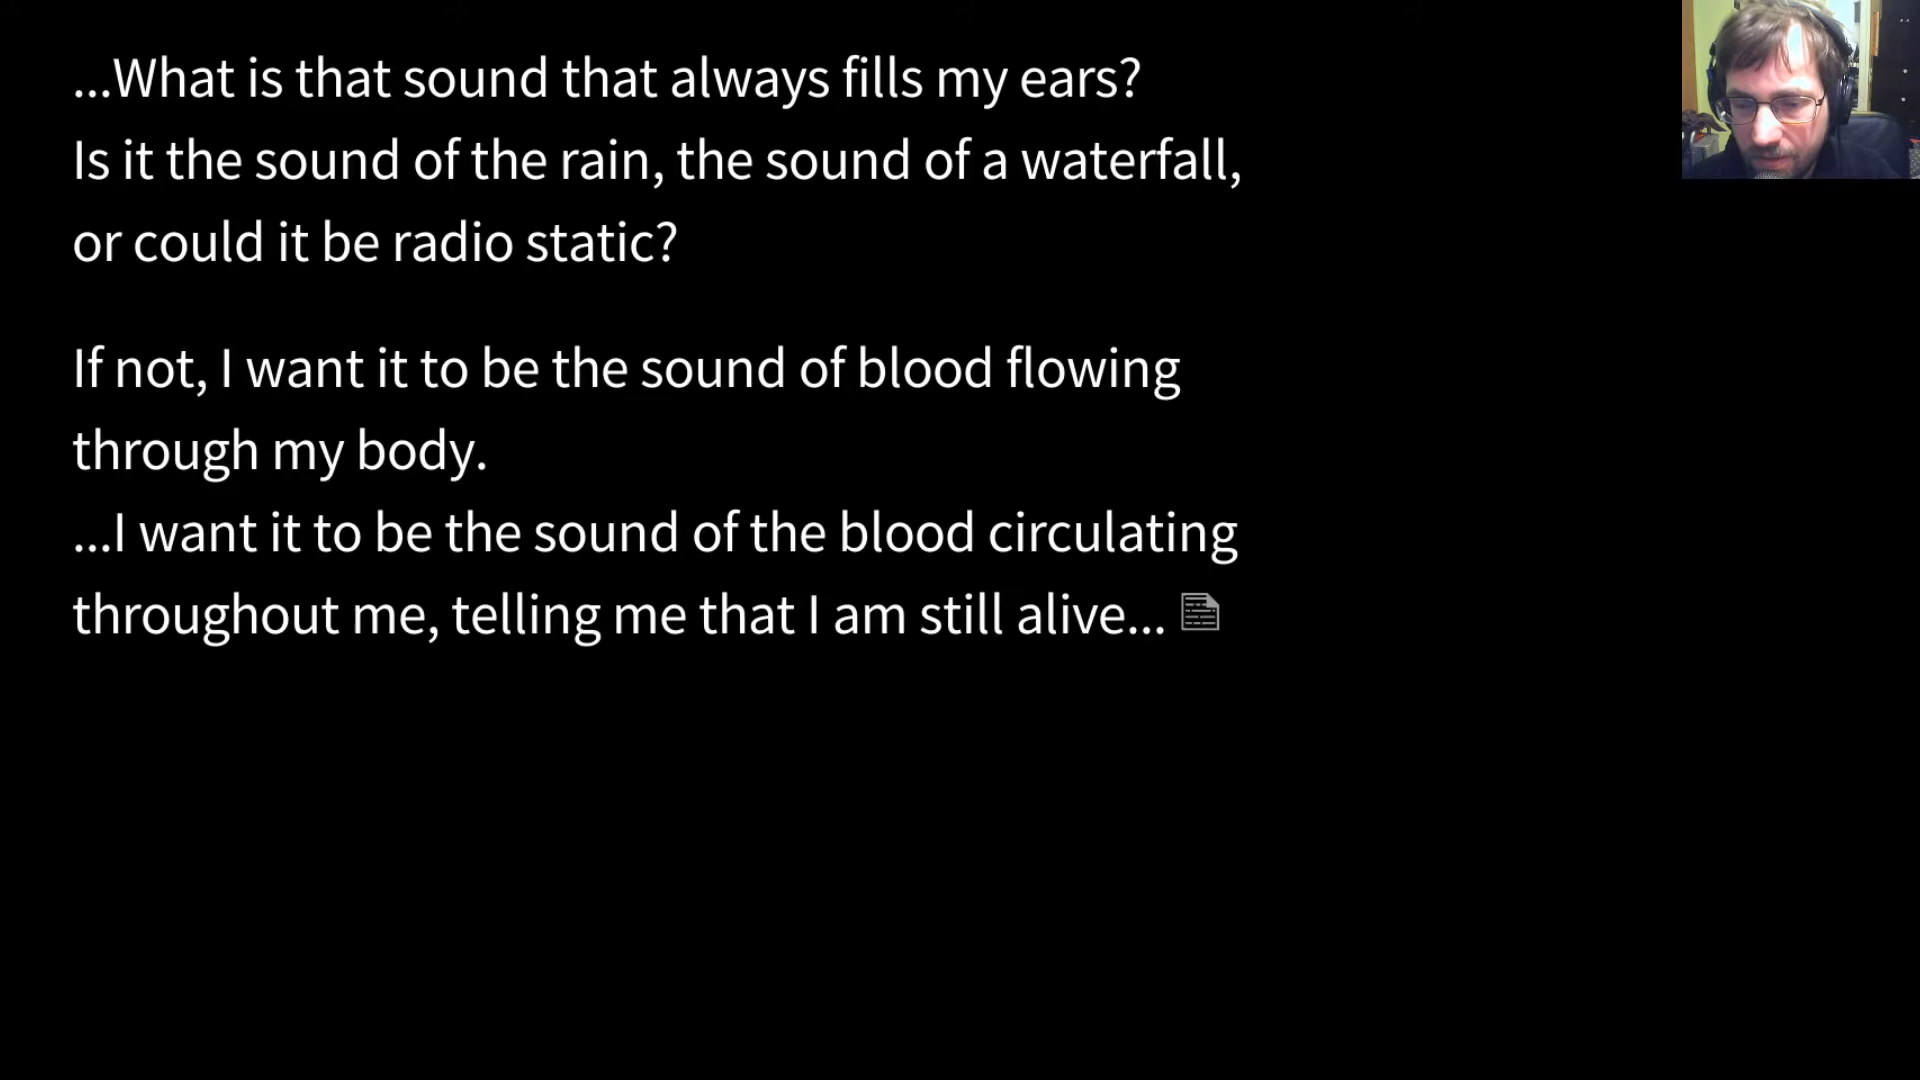 ...What is that sound that always fills my ears?
Is it the sound of the rain, the sound of a waterfall,
or could it be radio static?
If not, I want it to be the sound of blood flowing
through my body.
...I want it to be the sound of the blood circulating
throughout me, telling me that I am still alive...